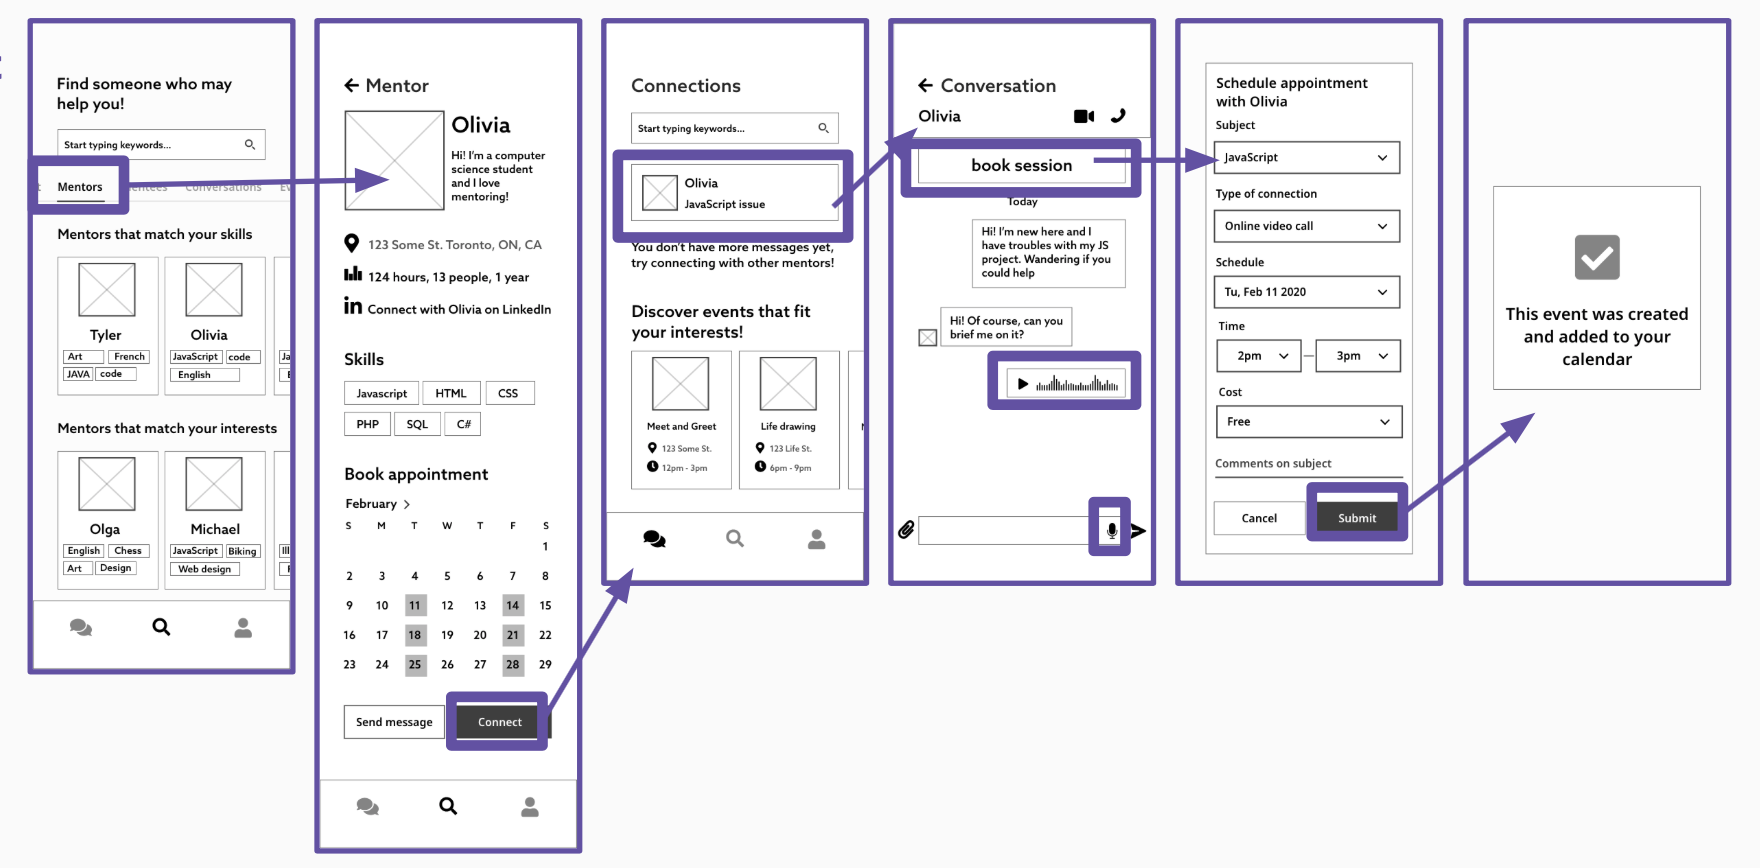 Find someone who may
help you!
Start typing keywords...
Mentors
Conversations
Mentors that match your skills
Tyler
Art
French
JAVA
code
Olivia
JavaScript
code
English
Mentors that match your interests
Olga
English
Chess
Art
Design
Michael
JavaScript
Biking
Web design
Mentor
Olivia
Hi! I'm a computer
science student
and I love
mentoring!
123 Some St. Toronto, ON, CA
124 hours, 13 people, 1 year
in Connect with Olivia on LinkedIn
Skills
Javascript
HTML
CSS
PHP
SQL
C#
Book appointment
February >
S M T W T F S
1
2 3 4 5 6 7 8
9 10 11 12 13 14 15
16 17 18 19 20 21 22
23 24 25 26 27 28 29
Send message
Connect
Connections
Start typing keywords...
Olivia
JavaScript issue
You don't have more messages yet,
try connecting with other mentors!
Discover events that fit
your interests!
Meet and Greet
123 Some St.
12pm - 3pm
Life drawing
123 Life St.
6pm - 9pm
Conversation
Olivia
book session
Today
Hi! I'm new here and I
have troubles with my JS
project. Wandering if you
could help
Hi! Of course, can you
brief me on it?
Schedule appointment
with Olivia
Subject
JavaScript
Type of connection
Online video call
Schedule
Tu, Feb 11 2020
Time
2pm — 3pm
Cost
Free
Comments on subject
Cancel
Submit
This event was created
and added to your
calendar